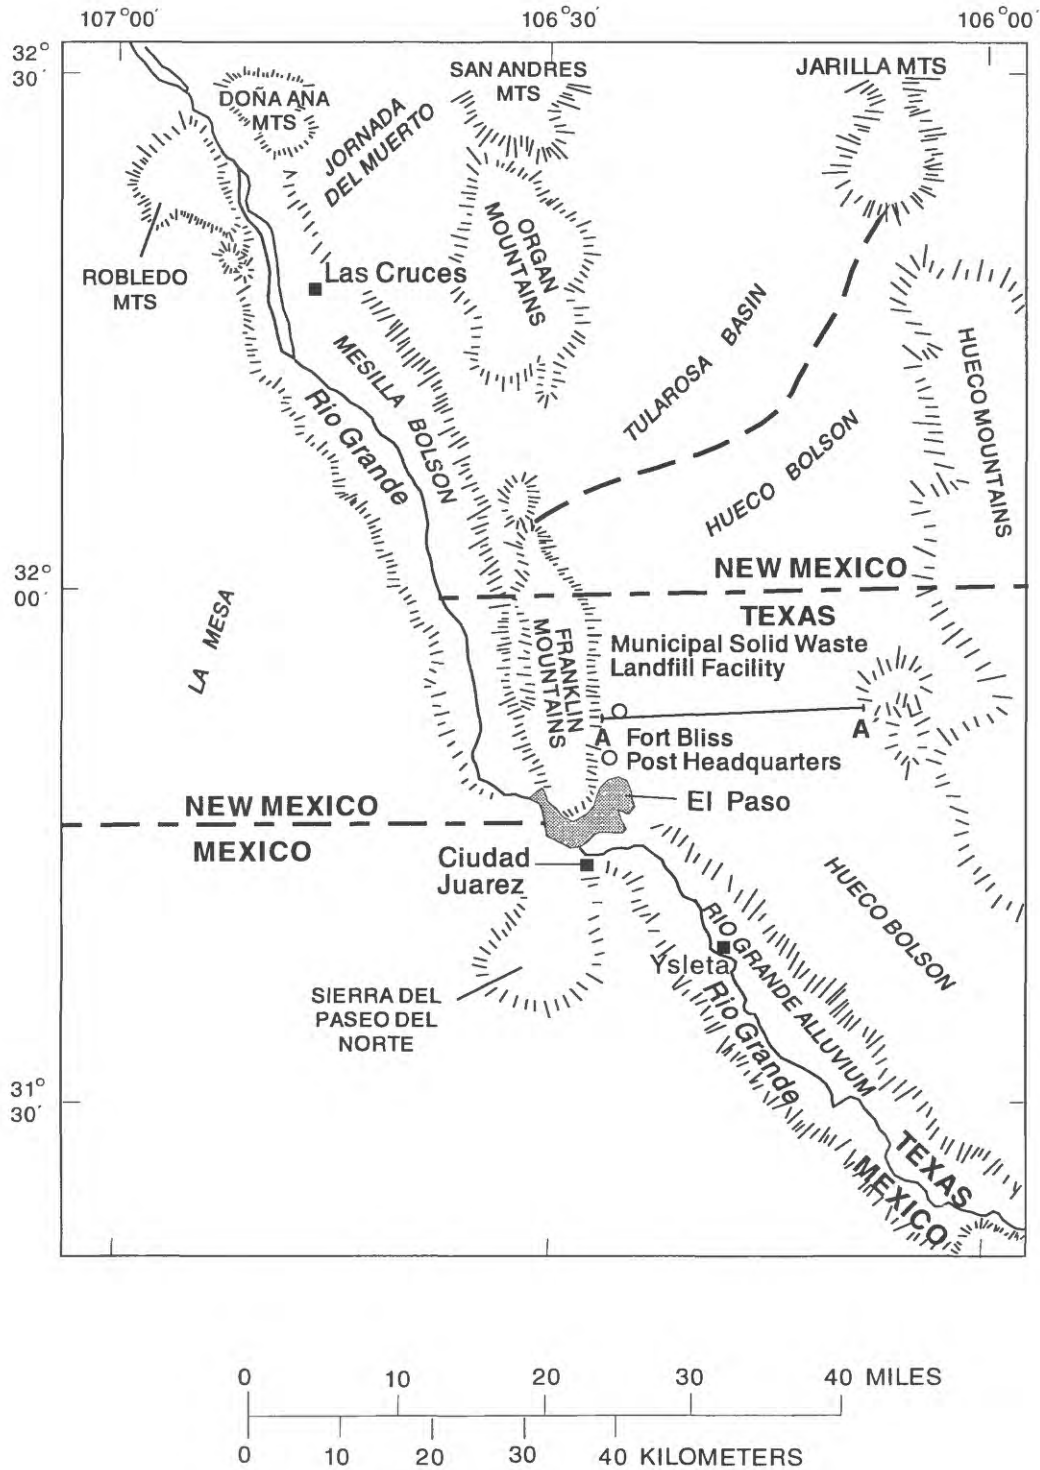 107°00′
106°30′
106°00′
32°
30′
DOÑA ANA
MTS
JORNADA
DEL MUERTO
SAN ANDRES
MTS
JARILLA MTS
ROBLEDO
MTS
Las Cruces
ORGAN
MOUNTAINS
MESILLA BOLSON
Rio Grande
TULAROSA BASIN
HUECO BOLSON
HUECO MOUNTAINS
32°
00′
LA MESA
NEW MEXICO
TEXAS
FRANKLIN
MOUNTAINS
Municipal Solid Waste
Landfill Facility
A
A
Fort Bliss
Post Headquarters
El Paso
NEW MEXICO
MEXICO
Ciudad
Juarez
HUECO BOLSON
Ysleta
RIO GRANDE ALLUVIUM
Rio Grande
SIERRA DEL
PASEO DEL
NORTE
31°
30′
TEXAS
MEXICO
0 10 20 30 40 MILES
0 10 20 30 40 KILOMETERS